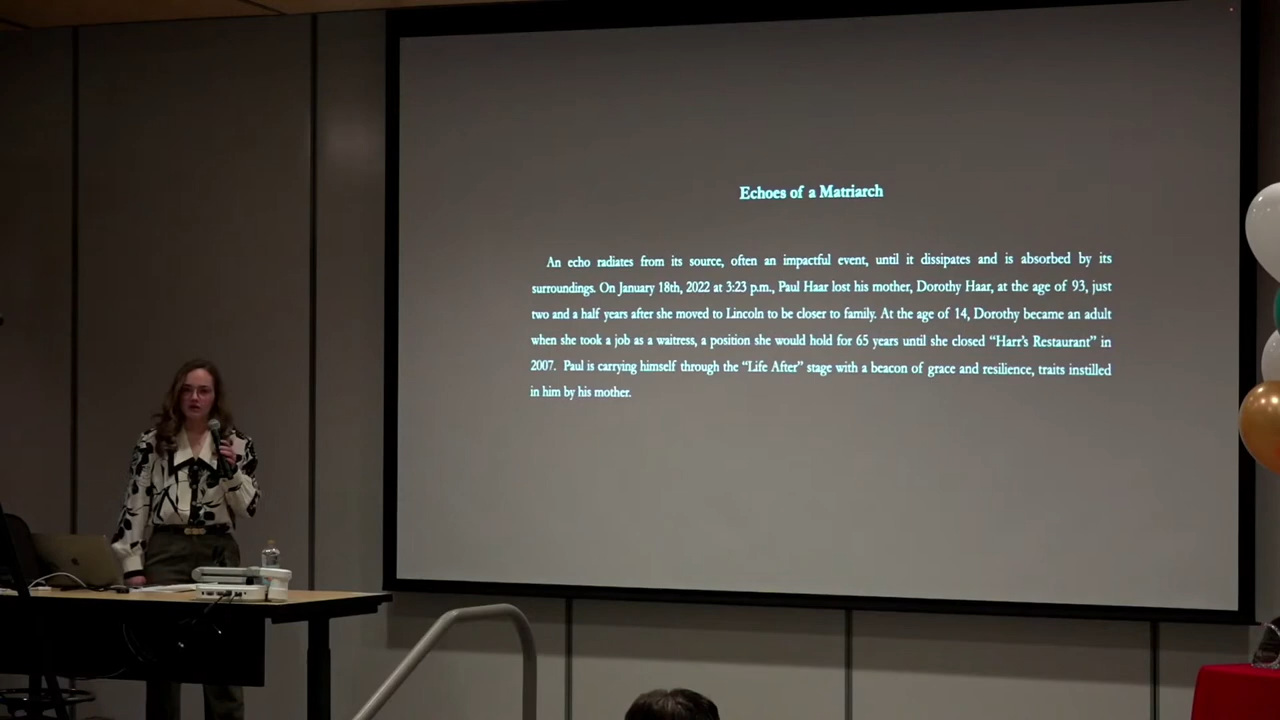 Echoes of a Matriarch
An echo radiates from its source, often an impactful event, until it dissipates and is absorbed by its
surroundings. On January 18th, 2022 at 3:23 p.m., Paul Haar lost his mother, Dorothy Haar, at the age of 93, just
two and a half years after she moved to Lincoln to be closer to family. At the age of 14, Dorothy became an adult
when she took a job as a waitress, a position she would hold for 65 years until she closed “Harr’s Restaurant” in
2007. Paul is carrying himself through the “Life After” stage with a beacon of grace and resilience, traits instilled
in him by his mother.